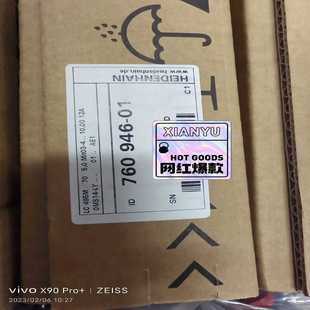 HEIDENHAIN
www.heidenhain.de
C1
760 946-01
ID
SN
XIANYU
HOT GOODS
网红爆款
vivo X90 Pro+ | ZEISS
2023/02/06 10:27